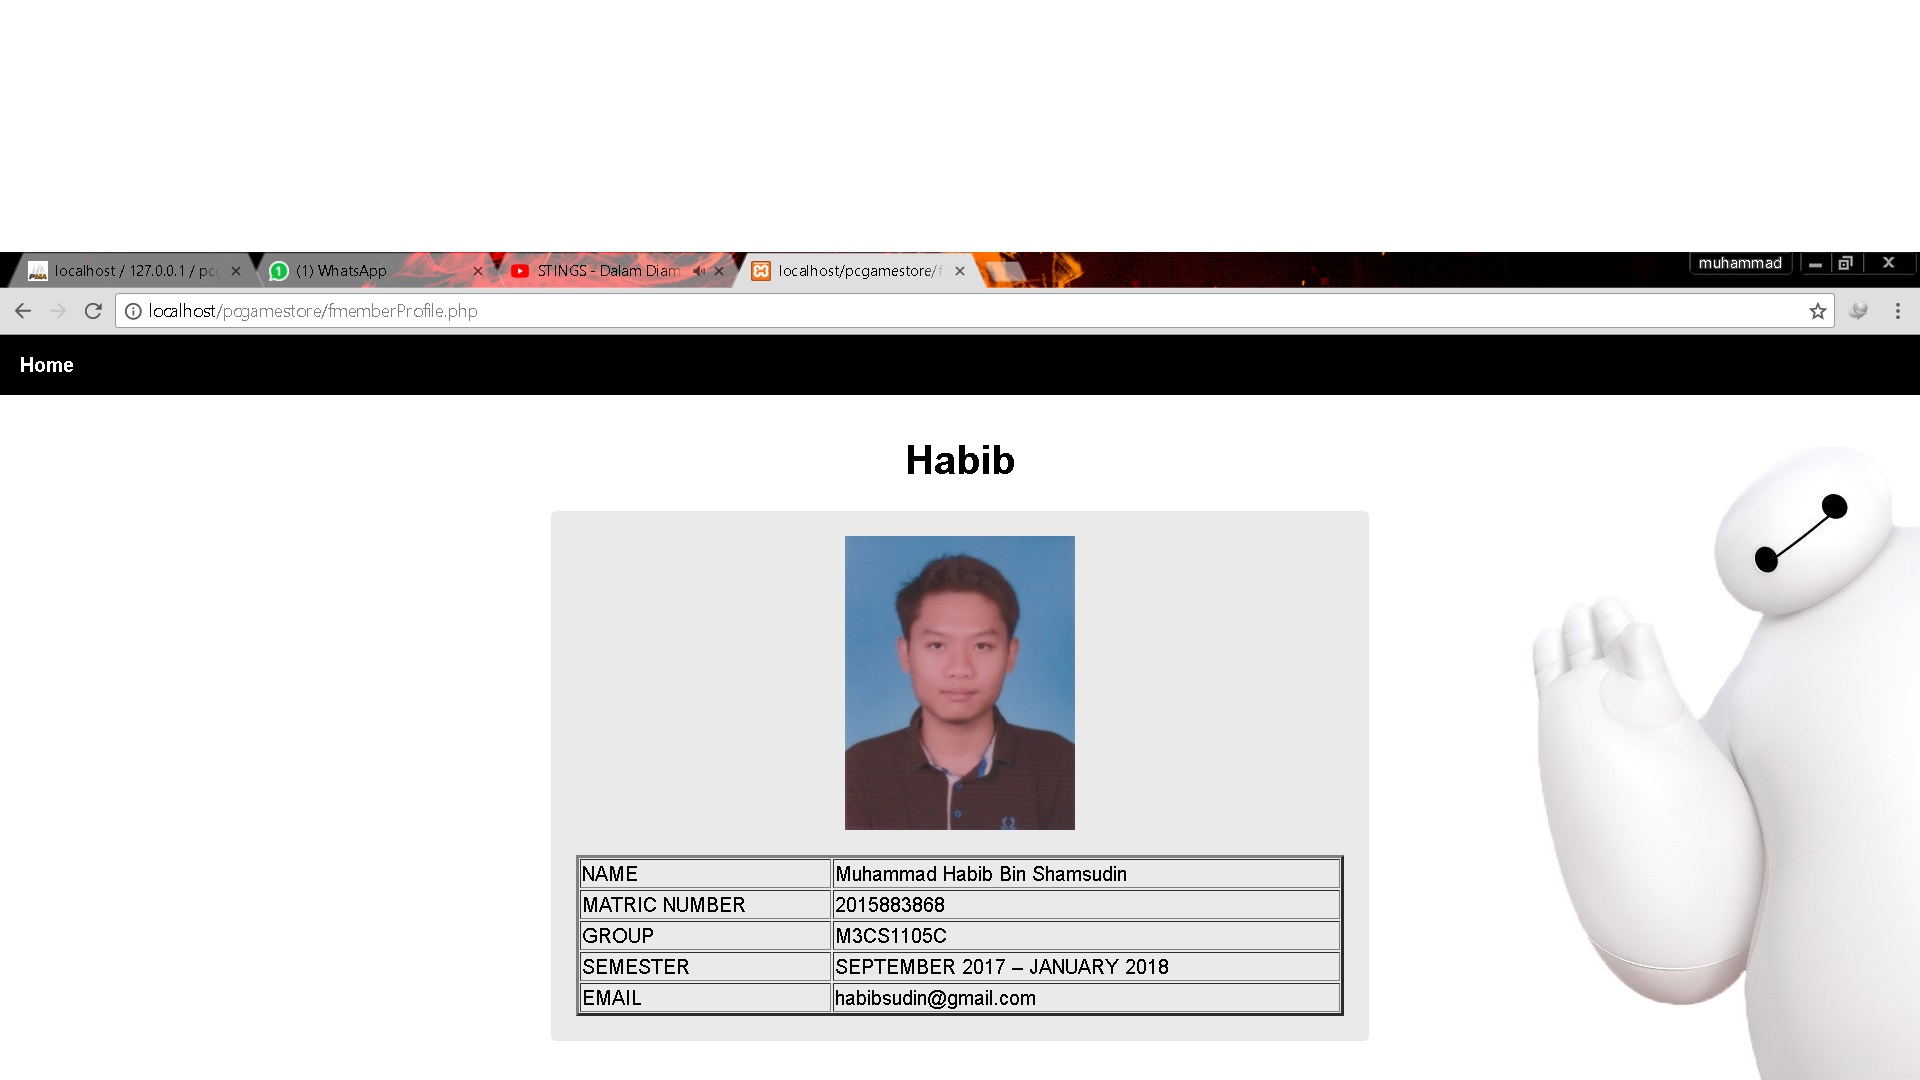 localhost / 127.0.0.1 / pc
(1) WhatsApp
STINGS - Dalam Diam
localhost/pcgamestore/f
muhammad
localhost/pcgamestore/fmemberProfile.php
Home
Habib
NAME Muhammad Habib Bin Shamsudin
MATRIC NUMBER 2015883868
GROUP M3CS1105C
SEMESTER SEPTEMBER 2017 – JANUARY 2018
EMAIL habibsudin@gmail.com